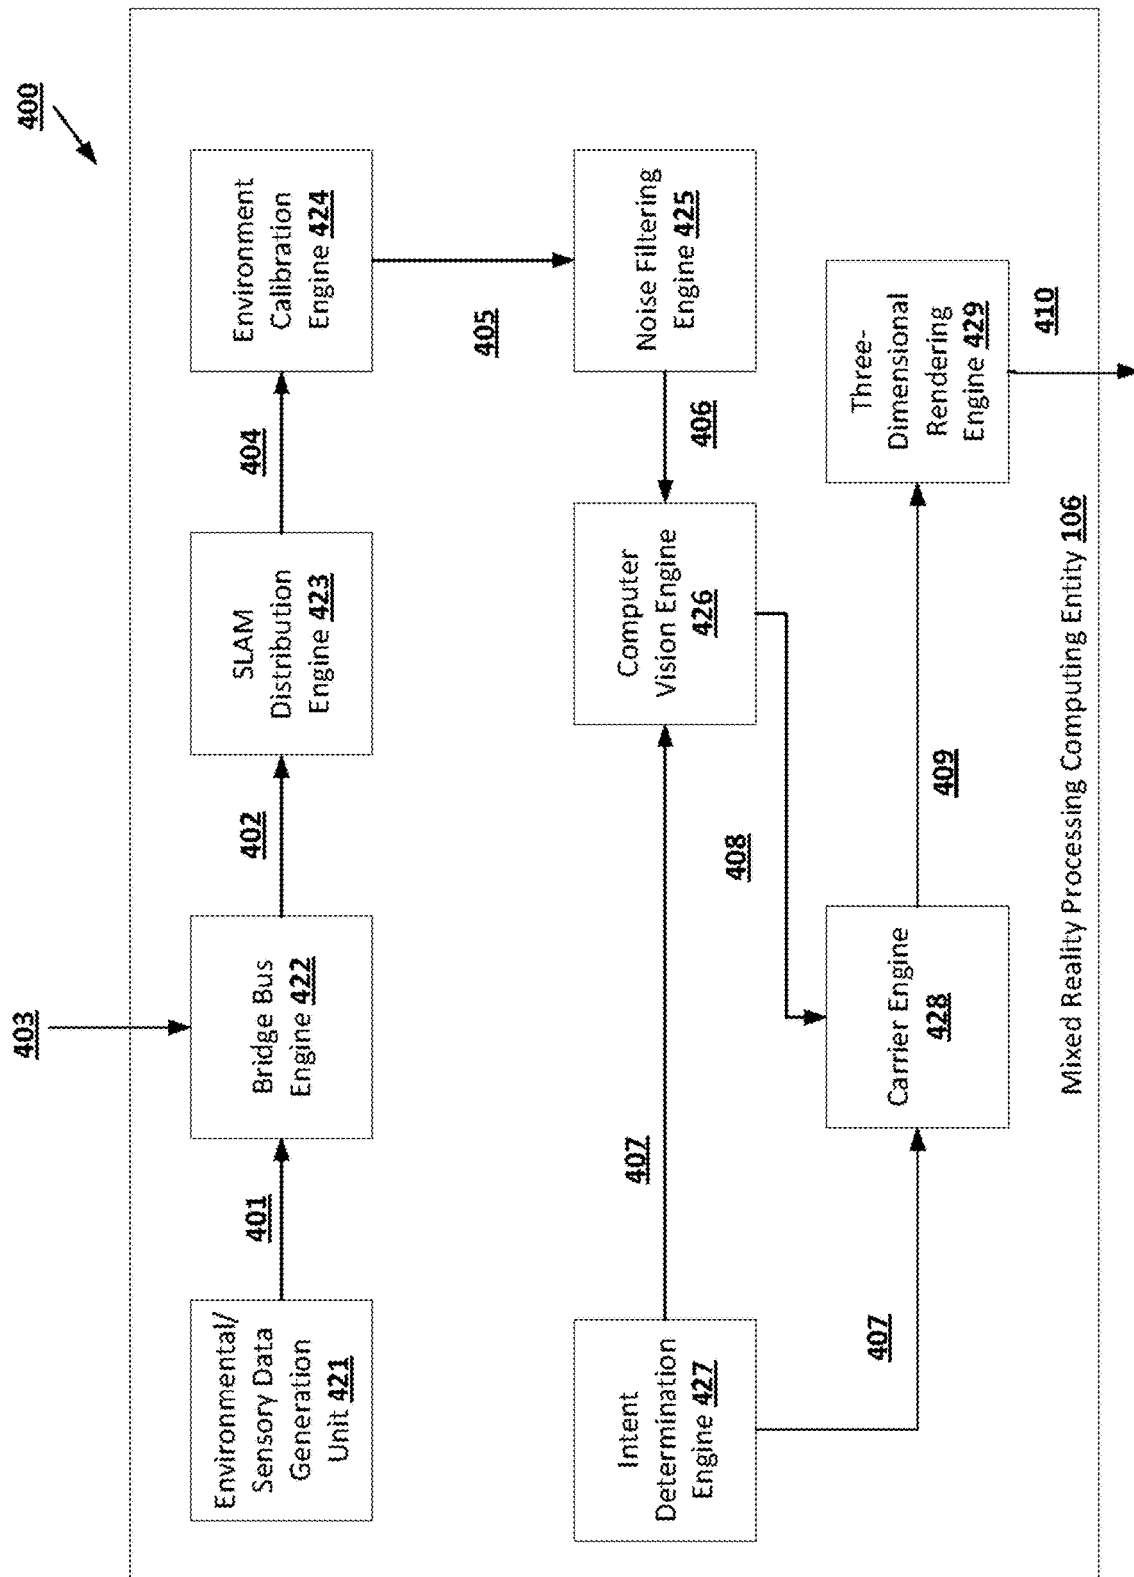 400
403
Environmental/
Sensory Data
Generation
Unit 421
401
Bridge Bus
Engine 422
402
SLAM
Distribution
Engine 423
404
Environment
Calibration
Engine 424
405
Intent
Determination
Engine 427
407
Computer
Vision Engine
426
406
Noise Filtering
Engine 425
408
407
Carrier Engine
428
409
Three-
Dimensional
Rendering
Engine 429
410
Mixed Reality Processing Computing Entity 106